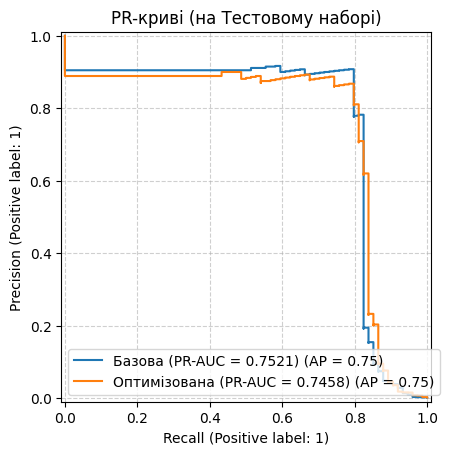 PR-криві (на Тестовому наборі)
Precision (Positive label: 1)
1.0
0.8
0.6
0.4
0.2
0.0
Базова (PR-AUC = 0.7521) (AP = 0.75)
Оптимізована (PR-AUC = 0.7458) (AP = 0.75)
0.0 0.2 0.4 0.6 0.8 1.0
Recall (Positive label: 1)